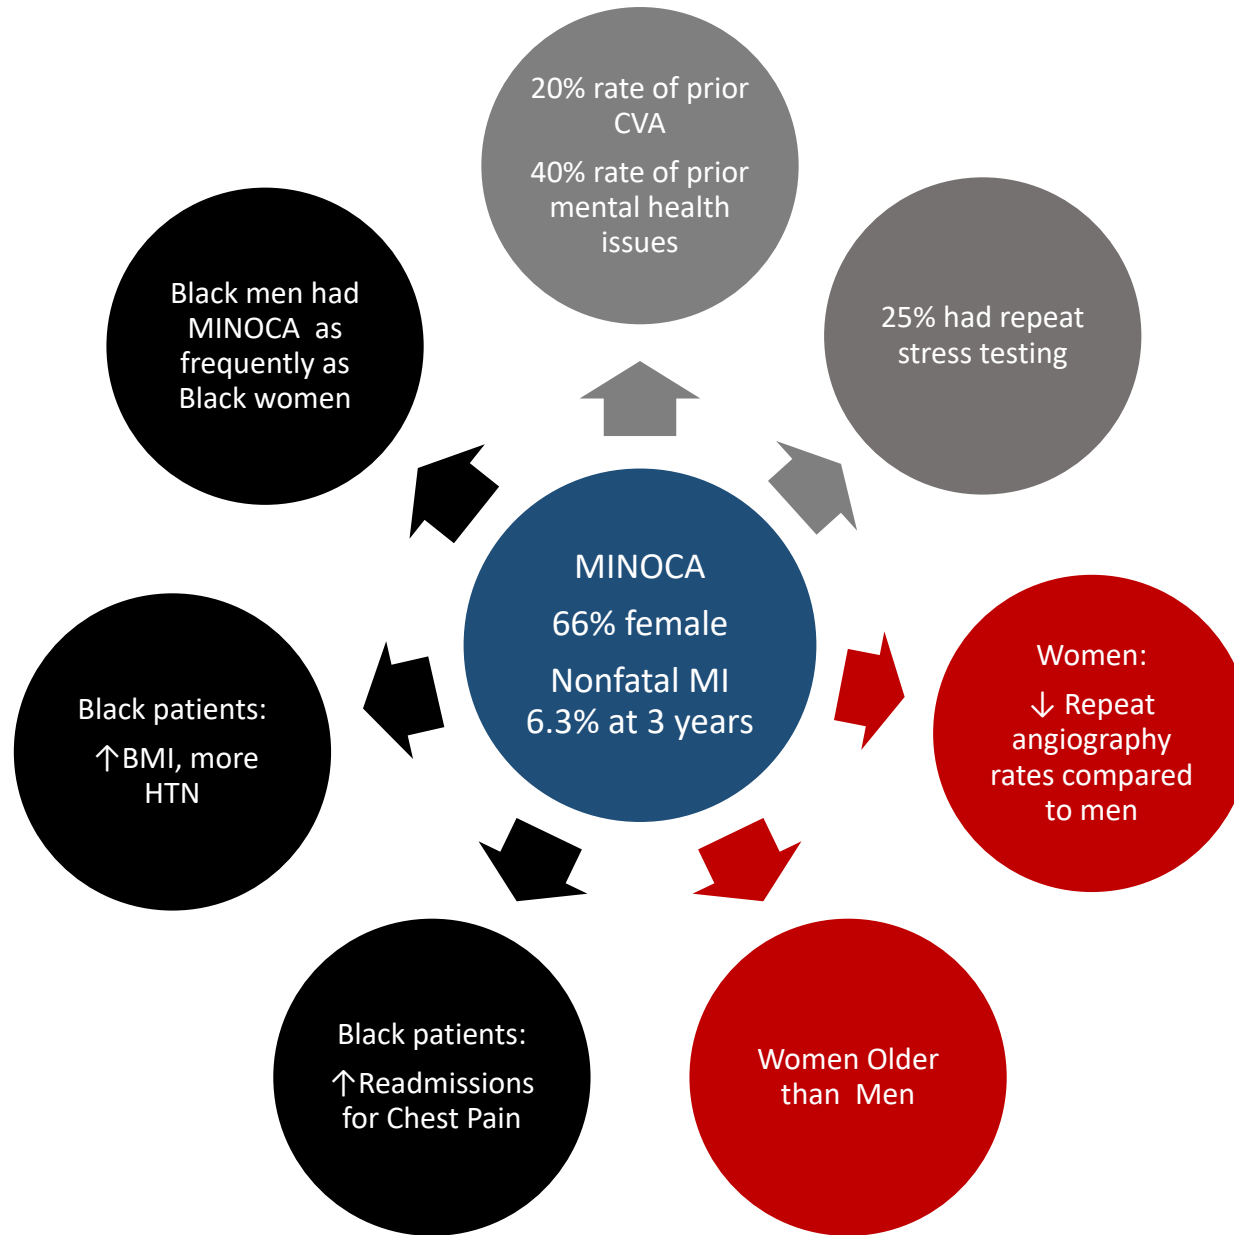 20% rate of prior
CVA
40% rate of prior
mental health
issues
25% had repeat
stress testing
Women:
↓ Repeat
angiography
rates compared
to men
Women Older
than Men
Black patients:
↑Readmissions
for Chest Pain
Black patients:
↑BMI, more
HTN
Black men had
MINOCA as
frequently as
Black women
MINOCA
66% female
Nonfatal MI
6.3% at 3 years